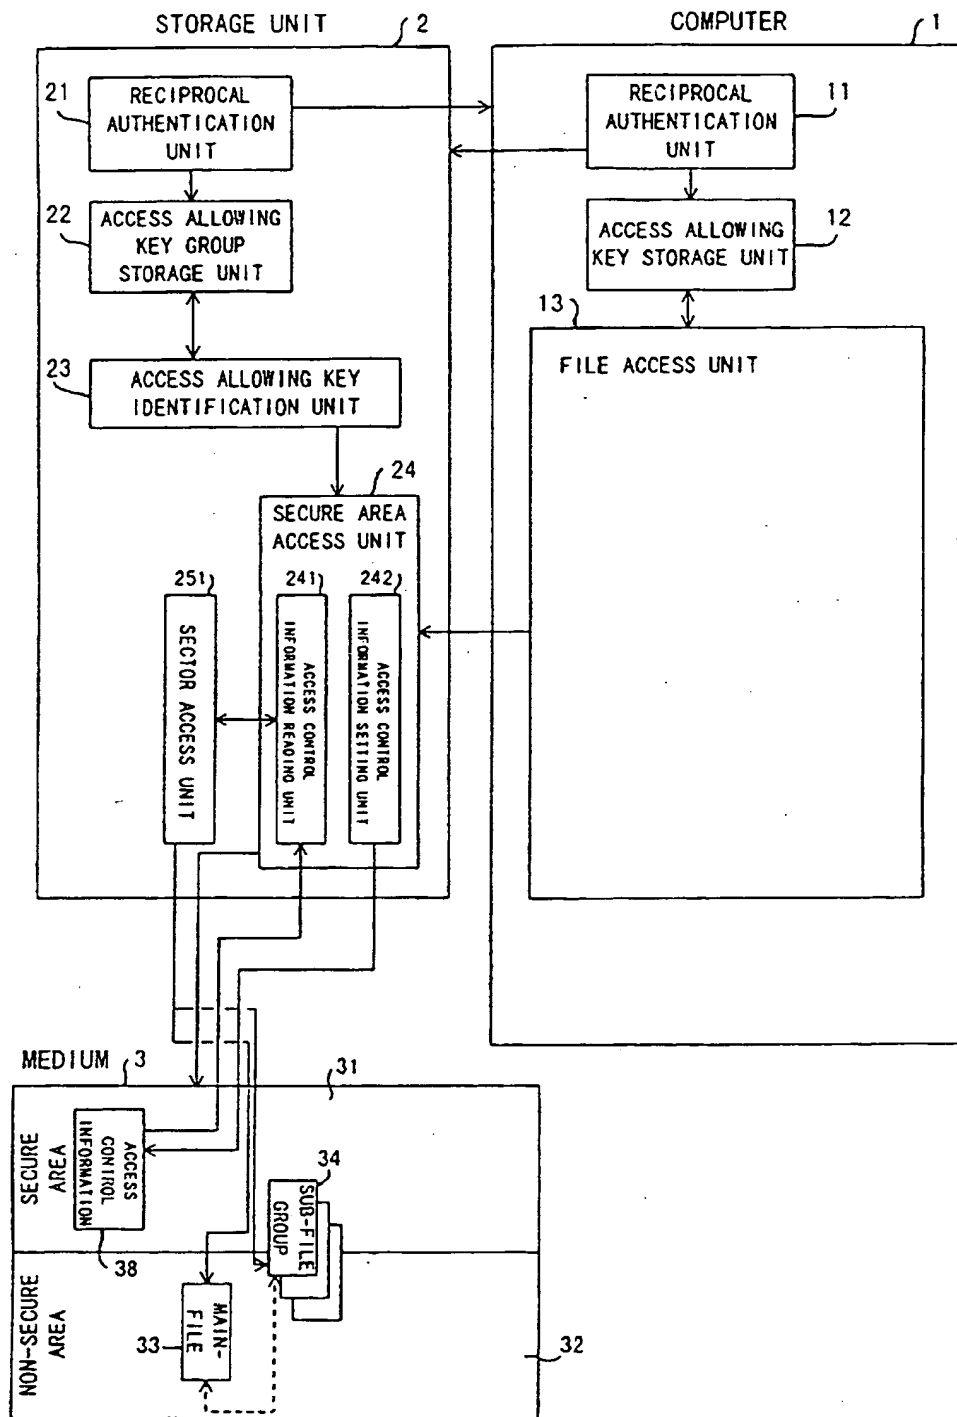 STORAGE UNIT
2
COMPUTER
1
21
RECIPROCAL
AUTHENTICATION
UNIT
11
RECIPROCAL
AUTHENTICATION
UNIT
22
ACCESS ALLOWING
KEY GROUP
STORAGE UNIT
12
ACCESS ALLOWING
KEY STORAGE UNIT
13
FILE ACCESS UNIT
23
ACCESS ALLOWING KEY
IDENTIFICATION UNIT
24
SECURE AREA
ACCESS UNIT
251
SECTOR ACCESS UNIT
241
ACCESS CONTROL
INFORMATION READING UNIT
242
ACCESS CONTROL
INFORMATION SETTING UNIT
MEDIUM
3
31
SECURE
AREA
ACCESS
CONTROL
INFORMATION
38
34
SUB-FILE
GROUP
NON-SECURE
AREA
33
MAIN-
FILE
32